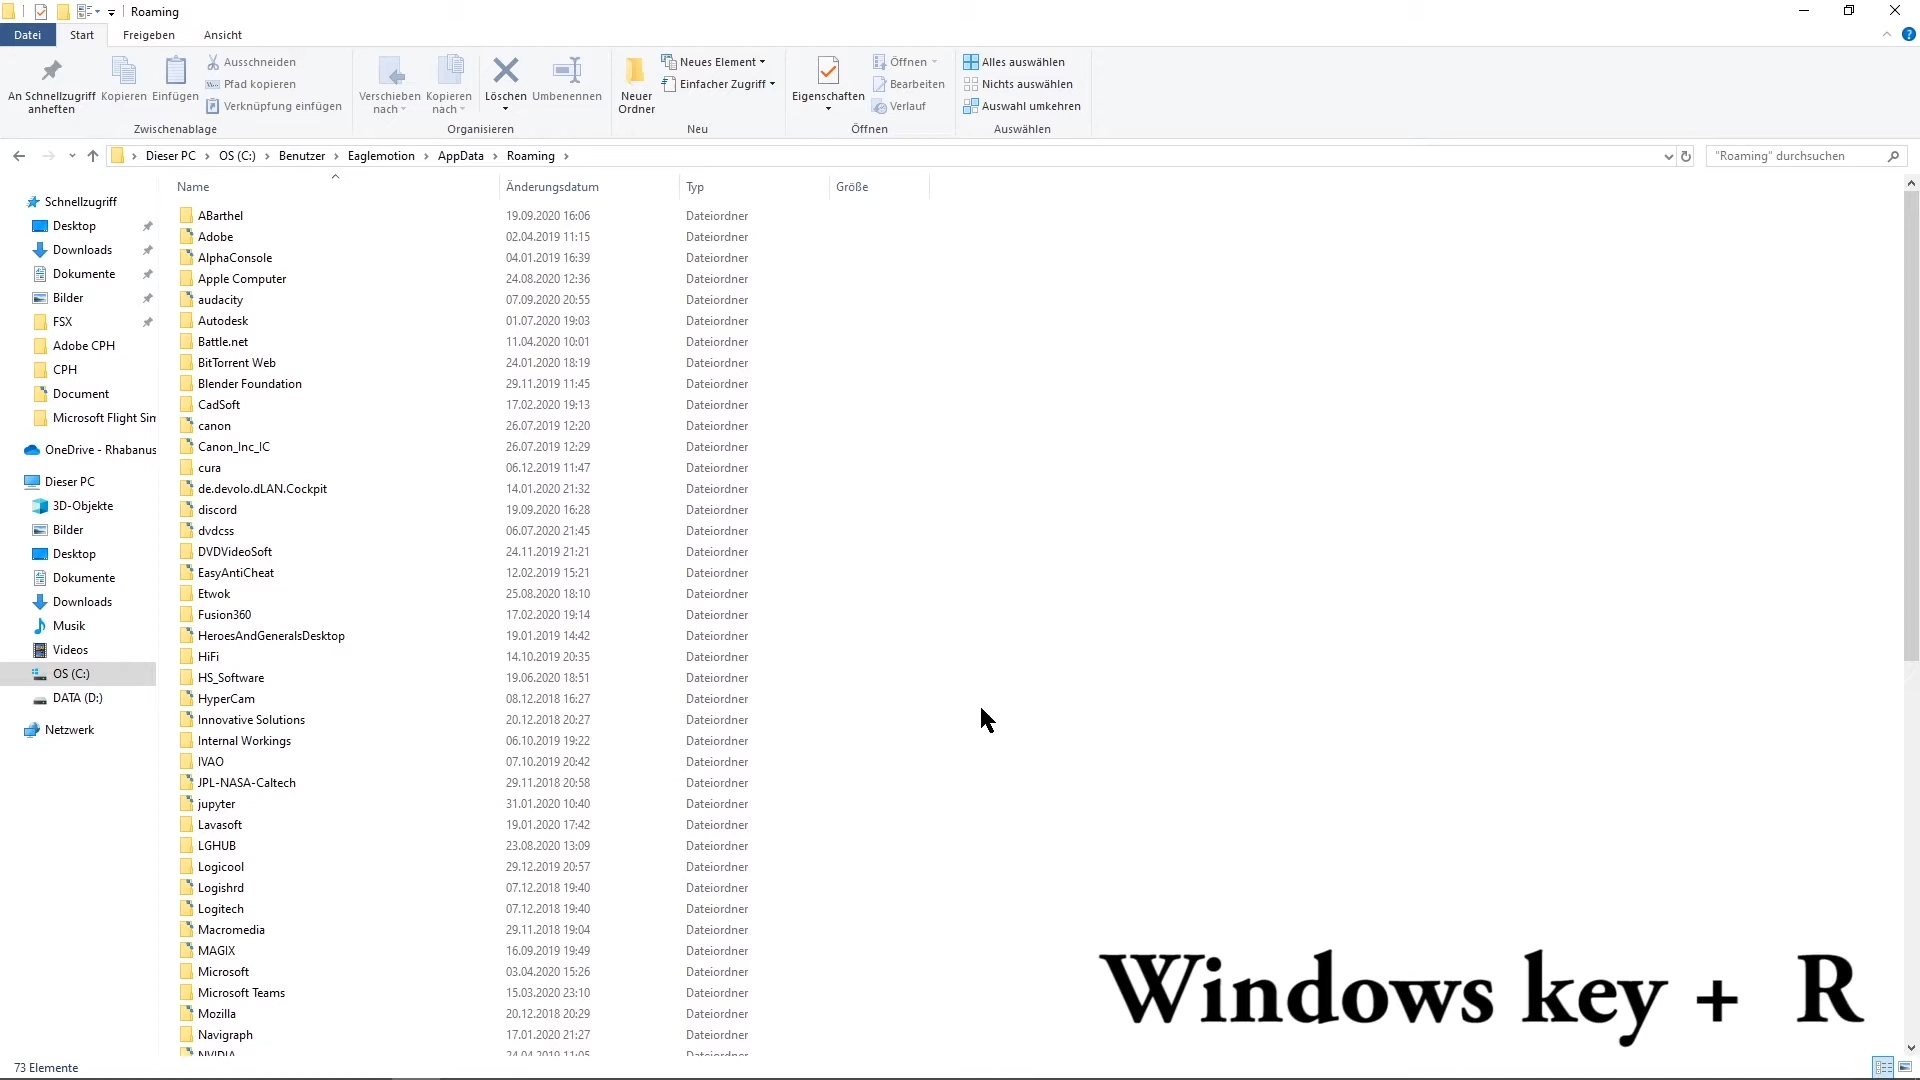 Roaming
Datei Start Freigeben Ansicht
An Schnellzugriff anheften
Kopieren
Einfügen
Ausschneiden
Pfad kopieren
Verknüpfung einfügen
Zwischenablage
Verschieben nach
Kopieren nach
Löschen
Umbenennen
Organisieren
Neuer Ordner
Neues Element
Einfacher Zugriff
Neu
Eigenschaften
Öffnen
Bearbeiten
Verlauf
Öffnen
Alles auswählen
Nichts auswählen
Auswahl umkehren
Auswählen
Dieser PC > OS (C:) > Benutzer > Eaglemotion > AppData > Roaming >
"Roaming" durchsuchen
Schnellzugriff
Desktop
Downloads
Dokumente
Bilder
FSX
Adobe CPH
CPH
Document
Microsoft Flight Sim
OneDrive - Rhabanus
Dieser PC
3D-Objekte
Bilder
Desktop
Dokumente
Downloads
Musik
Videos
OS (C:)
DATA (D:)
Netzwerk
Name Änderungsdatum Typ Größe
ABarthel 19.09.2020 16:06 Dateiordner
Adobe 02.04.2019 11:15 Dateiordner
AlphaConsole 04.01.2019 16:39 Dateiordner
Apple Computer 24.08.2020 12:36 Dateiordner
audacity 07.09.2020 20:55 Dateiordner
Autodesk 01.07.2020 19:03 Dateiordner
Battle.net 11.04.2020 10:01 Dateiordner
BitTorrent Web 24.01.2020 18:19 Dateiordner
Blender Foundation 29.11.2019 11:45 Dateiordner
CadSoft 17.02.2020 19:13 Dateiordner
canon 26.07.2019 12:20 Dateiordner
Canon_Inc_IC 26.07.2019 12:29 Dateiordner
cura 06.12.2019 11:47 Dateiordner
de.devolo.dLAN.Cockpit 14.01.2020 21:32 Dateiordner
discord 19.09.2020 16:28 Dateiordner
dvdcss 06.07.2020 21:45 Dateiordner
DVDVideoSoft 24.11.2019 21:21 Dateiordner
EasyAntiCheat 12.02.2019 15:21 Dateiordner
Etwok 25.08.2020 18:10 Dateiordner
Fusion360 17.02.2020 19:14 Dateiordner
HeroesAndGeneralsDesktop 19.01.2019 14:42 Dateiordner
HiFi 14.10.2019 20:35 Dateiordner
HS_Software 19.06.2020 18:51 Dateiordner
HyperCam 08.12.2018 16:27 Dateiordner
Innovative Solutions 20.12.2018 20:27 Dateiordner
Internal Workings 06.10.2019 19:22 Dateiordner
IVAO 07.10.2019 20:42 Dateiordner
JPL-NASA-Caltech 29.11.2018 20:58 Dateiordner
jupyter 31.01.2020 10:40 Dateiordner
Lavasoft 19.01.2020 17:42 Dateiordner
LGHUB 23.08.2020 13:09 Dateiordner
Logicool 29.12.2019 20:57 Dateiordner
Logishrd 07.12.2018 19:40 Dateiordner
Logitech 07.12.2018 19:40 Dateiordner
Macromedia 29.11.2018 19:04 Dateiordner
MAGIX 16.09.2019 19:49 Dateiordner
Microsoft 03.04.2020 15:26 Dateiordner
Microsoft Teams 15.03.2020 23:10 Dateiordner
Mozilla 20.12.2018 20:29 Dateiordner
Navigraph 17.01.2020 21:27 Dateiordner
NVIDIA 24.04.2019 11:05 Dateiordner
Windows key + R
73 Elemente